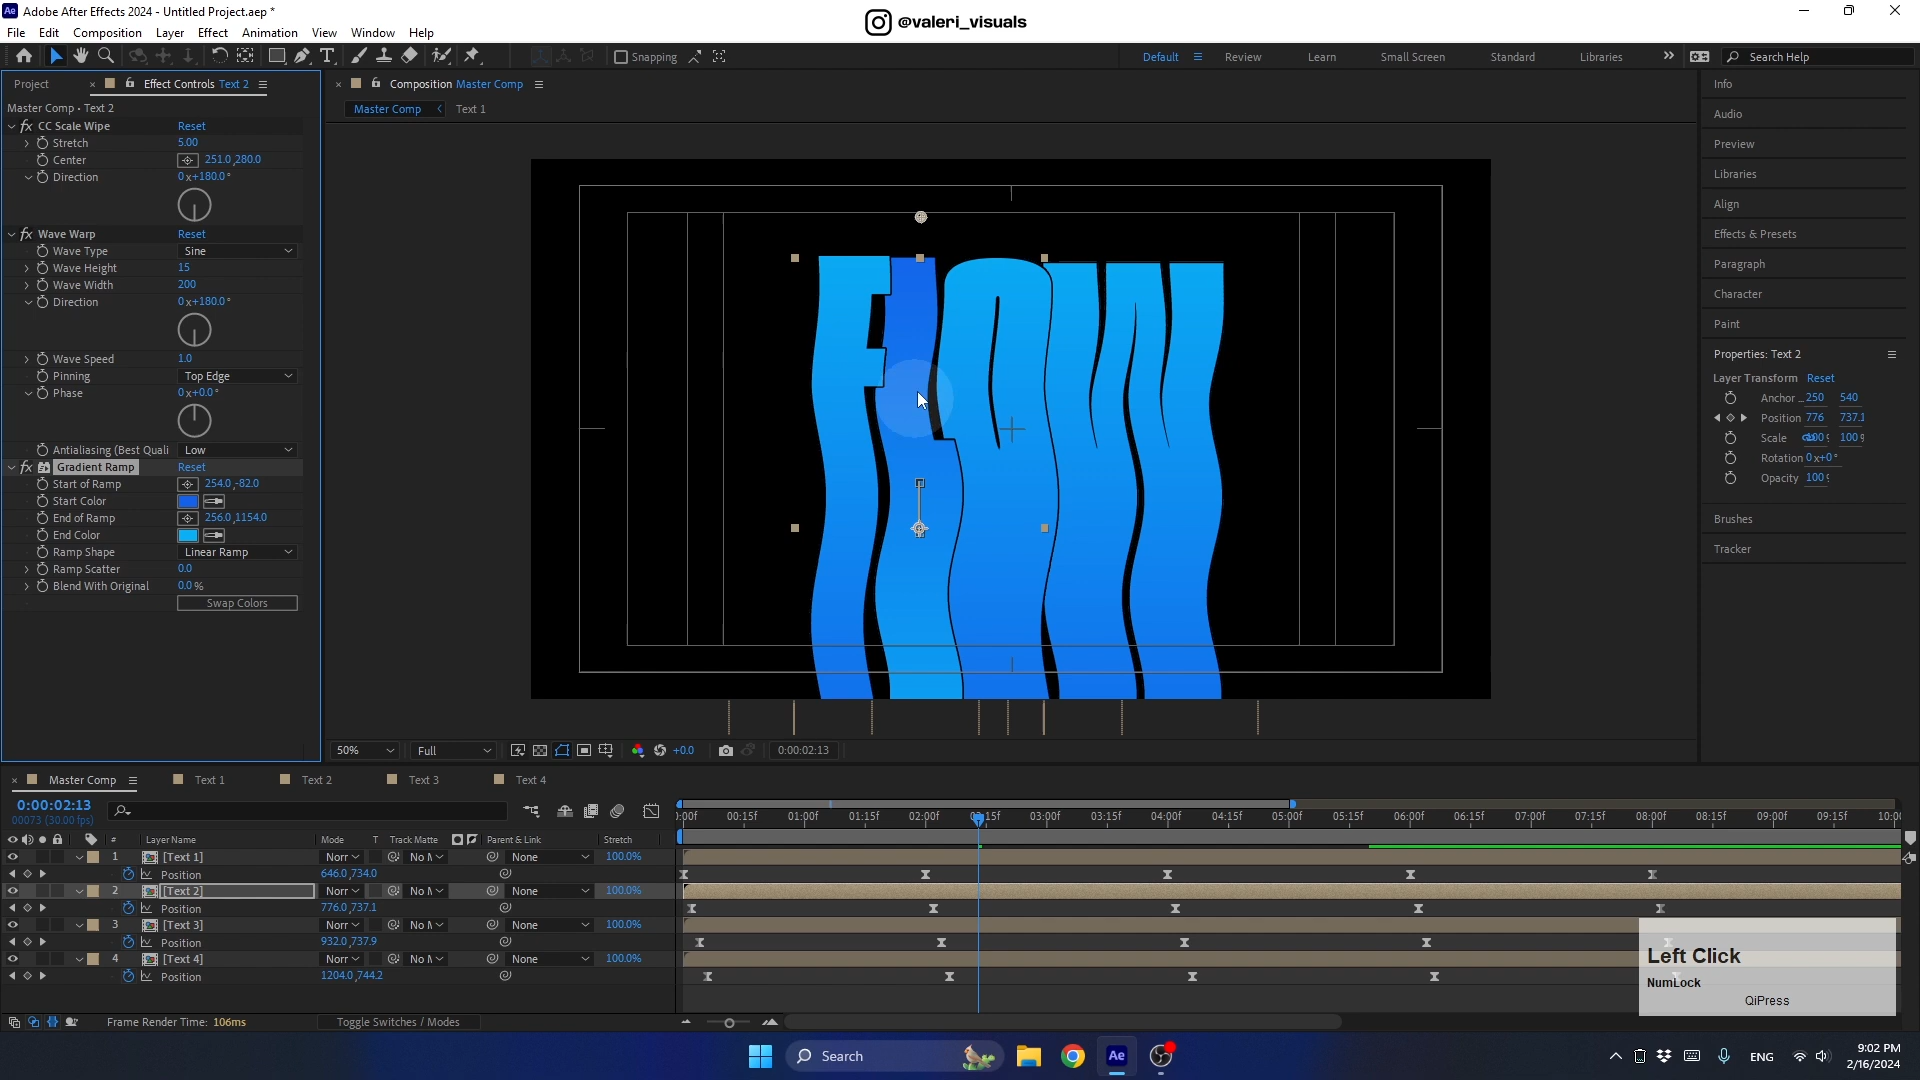 Adobe After Effects 2024 - Untitled Project.aep *
@valeri_visuals
File Edit Composition Layer Effect Animation View Window Help
Snapping Default Review Learn Small Screen Standard Libraries Search Help
Project Effect Controls Text 2
Composition Master Comp
Master Comp • Text 2
Master Comp Text 1
fx CC Scale Wipe Reset
Stretch 5.00
Center 251.0,280.0
Direction 0x+180.0°
fx Wave Warp Reset
Wave Type Sine
Wave Height 15
Wave Width 200
Direction 0x+180.0°
Wave Speed 1.0
Pinning Top Edge
Phase 0x+0.0°
Antialiasing (Best Quali Low
fx Gradient Ramp Reset
Start of Ramp 254.0,-82.0
Start Color
End of Ramp 256.0,1154.0
End Color
Ramp Shape Linear Ramp
Ramp Scatter 0.0
Blend With Original 0.0%
Swap Colors
Info
Audio
Preview
Libraries
Align
Effects & Presets
Paragraph
Character
Paint
Properties: Text 2
Layer Transform Reset
Anchor .. 250 540
Position 776 737.1
Scale 100 100
Rotation 0x+0°
Opacity 100
Brushes
Tracker
50% Full +0.0 0:00:02:13
Master Comp Text 1 Text 2 Text 3 Text 4
0:00:02:13
00073 (30.00 fps)
:00f 00:15f 01:00f 01:15f 02:00f 03:00f 03:15f 04:00f 04:15f 05:00f 05:15f 06:00f 06:15f 07:00f 07:15f 08:00f 08:15f 09:00f 09:15f 10:0
# Layer Name Mode T Track Matte Parent & Link Stretch
1 [Text 1] Norr No M None 100.0%
Position 646.0,734.0
2 [Text 2] Norr No M None 100.0%
Position 776.0,737.1
3 [Text 3] Norr No M None 100.0%
Position 932.0,737.9
4 [Text 4] Norr No M None 100.0%
Position 1204.0,744.2
Left Click
NumLock
QiPress
Frame Render Time: 106ms Toggle Switches / Modes
Search Ae ENG 9:02 PM
2/16/2024